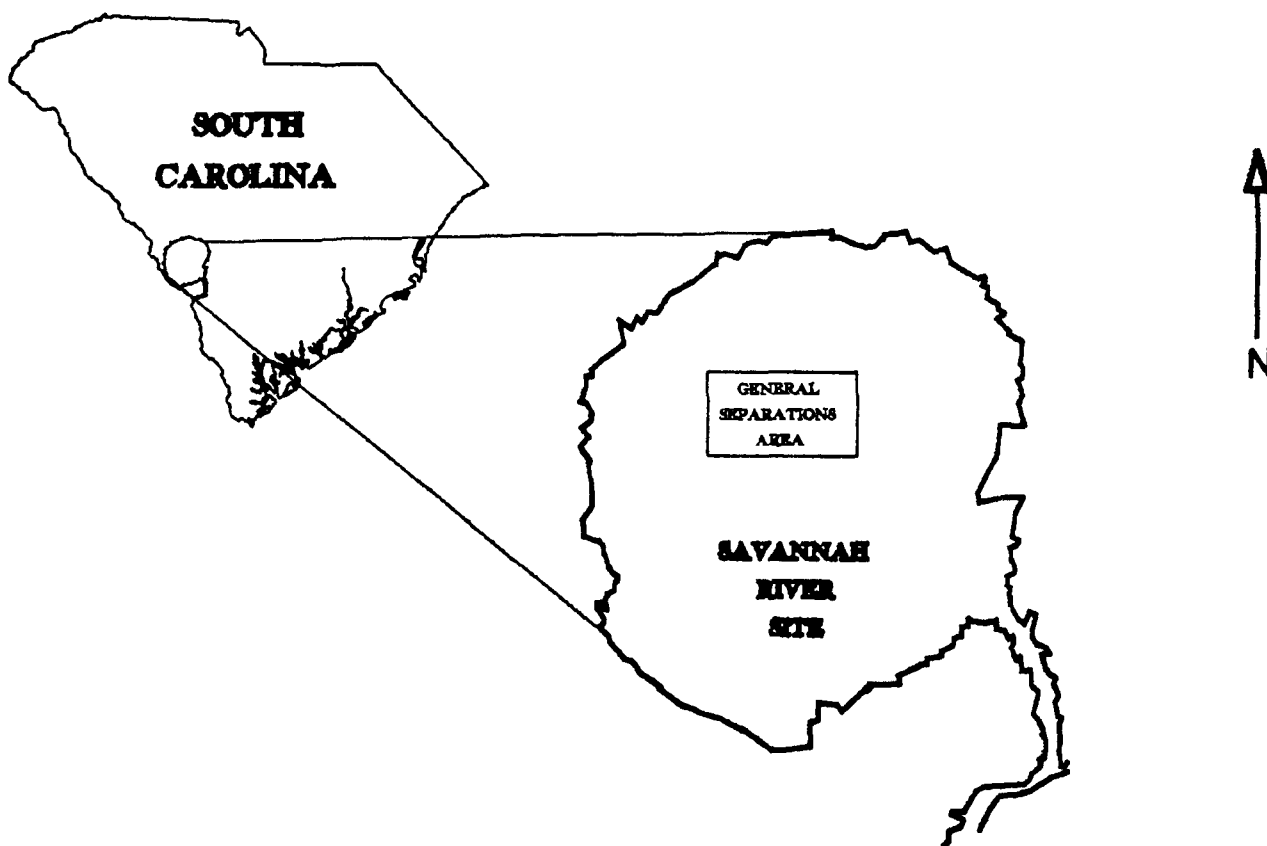 SOUTH
CAROLINA
GENERAL
SEPARATIONS
AREA
SAVANNAH
RIVER
SITE
N